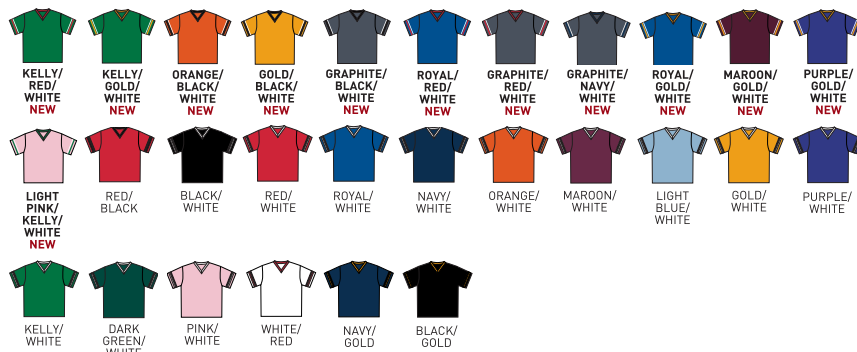 KELLY/
RED/
WHITE
NEW
KELLY/
GOLD/
WHITE
NEW
ORANGE/
BLACK/
WHITE
NEW
GOLD/
BLACK/
WHITE
NEW
GRAPHITE/
BLACK/
WHITE
NEW
ROYAL/
RED/
WHITE
NEW
GRAPHITE/
RED/
WHITE
NEW
GRAPHITE/
NAVY/
WHITE
NEW
ROYAL/
GOLD/
WHITE
NEW
MAROON/
GOLD/
WHITE
NEW
PURPLE/
GOLD/
WHITE
NEW
LIGHT
PINK/
KELLY/
WHITE
NEW
RED/
BLACK
BLACK/
WHITE
RED/
WHITE
ROYAL/
WHITE
NAVY/
WHITE
ORANGE/
WHITE
MAROON/
WHITE
LIGHT
BLUE/
WHITE
GOLD/
WHITE
PURPLE/
WHITE
KELLY/
WHITE
DARK
GREEN/
WHITE
PINK/
WHITE
WHITE/
RED
NAVY/
GOLD
BLACK/
GOLD